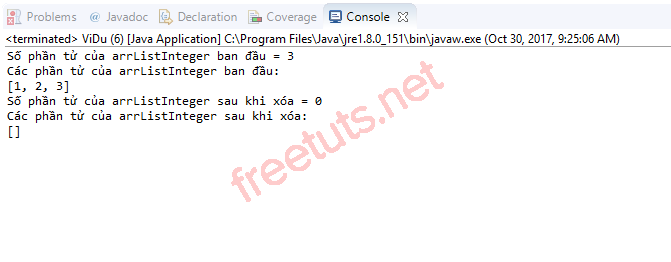 Problems @ Javadoc Declaration Coverage Console
<terminated> ViDu (6) [Java Application] C:\Program Files\Java\jre1.8.0_151\bin\javaw.exe (Oct 30, 2017, 9:25:06 AM)
Số phần tử của arrListInteger ban đầu = 3
Các phần tử của arrListInteger ban đầu:
[1, 2, 3]
Số phần tử của arrListInteger sau khi xóa = 0
Các phần tử của arrListInteger sau khi xóa:
[]
freetuts.net